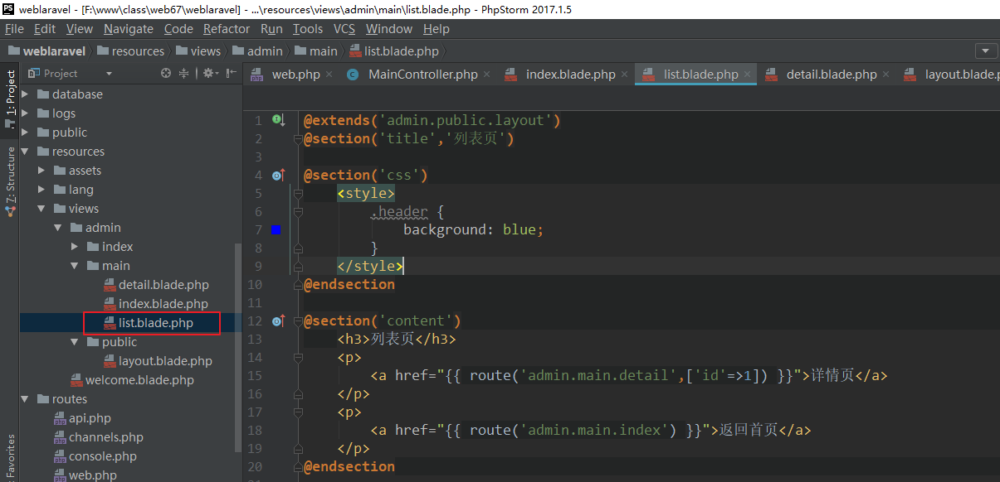 PS weblaravel - [F:\www\class\web67\weblaravel] - ...\resources\views\admin\main\list.blade.php - PhpStorm 2017.1.5
File Edit View Navigate Code Refactor Run Tools VCS Window Help
weblaravel resources views admin main list.blade.php
Project
web.php MainController.php index.blade.php list.blade.php detail.blade.php layout.blade.p
1: Project
7: Structure
Favorites
database
logs
public
resources
assets
lang
views
admin
index
main
detail.blade.php
index.blade.php
list.blade.php
public
layout.blade.php
welcome.blade.php
routes
api.php
channels.php
console.php
web.php
1 @extends('admin.public.layout')
2 @section('title','列表页')
3
4 @section('css')
5 <style>
6 .header {
7 background: blue;
8 }
9 </style>
10 @endsection
11
12 @section('content')
13 <h3>列表页</h3>
14 <p>
15 <a href="{{ route('admin.main.detail',['id'=>1]) }}">详情页</a>
16 </p>
17 <p>
18 <a href="{{ route('admin.main.index') }}">返回首页</a>
19 </p>
20 @endsection